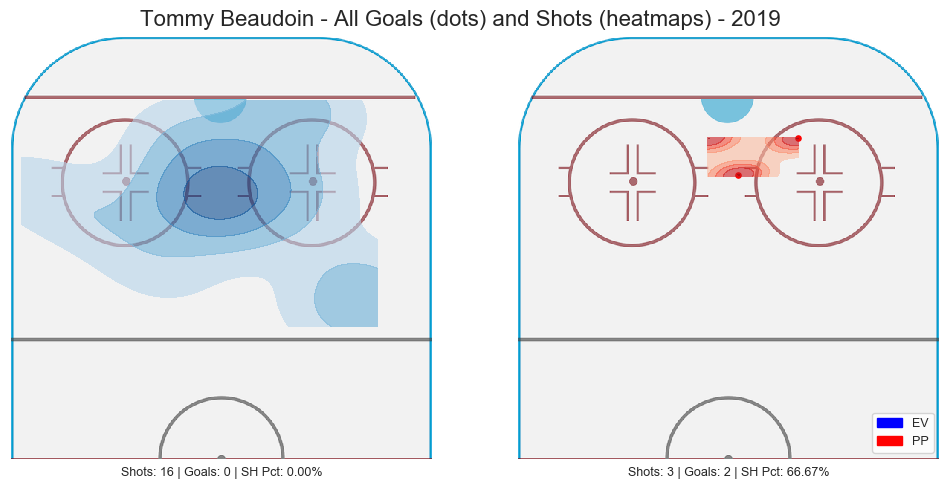 Tommy Beaudoin - All Goals (dots) and Shots (heatmaps) - 2019
EV
PP
Shots: 16 | Goals: 0 | SH Pct: 0.00%
Shots: 3 | Goals: 2 | SH Pct: 66.67%